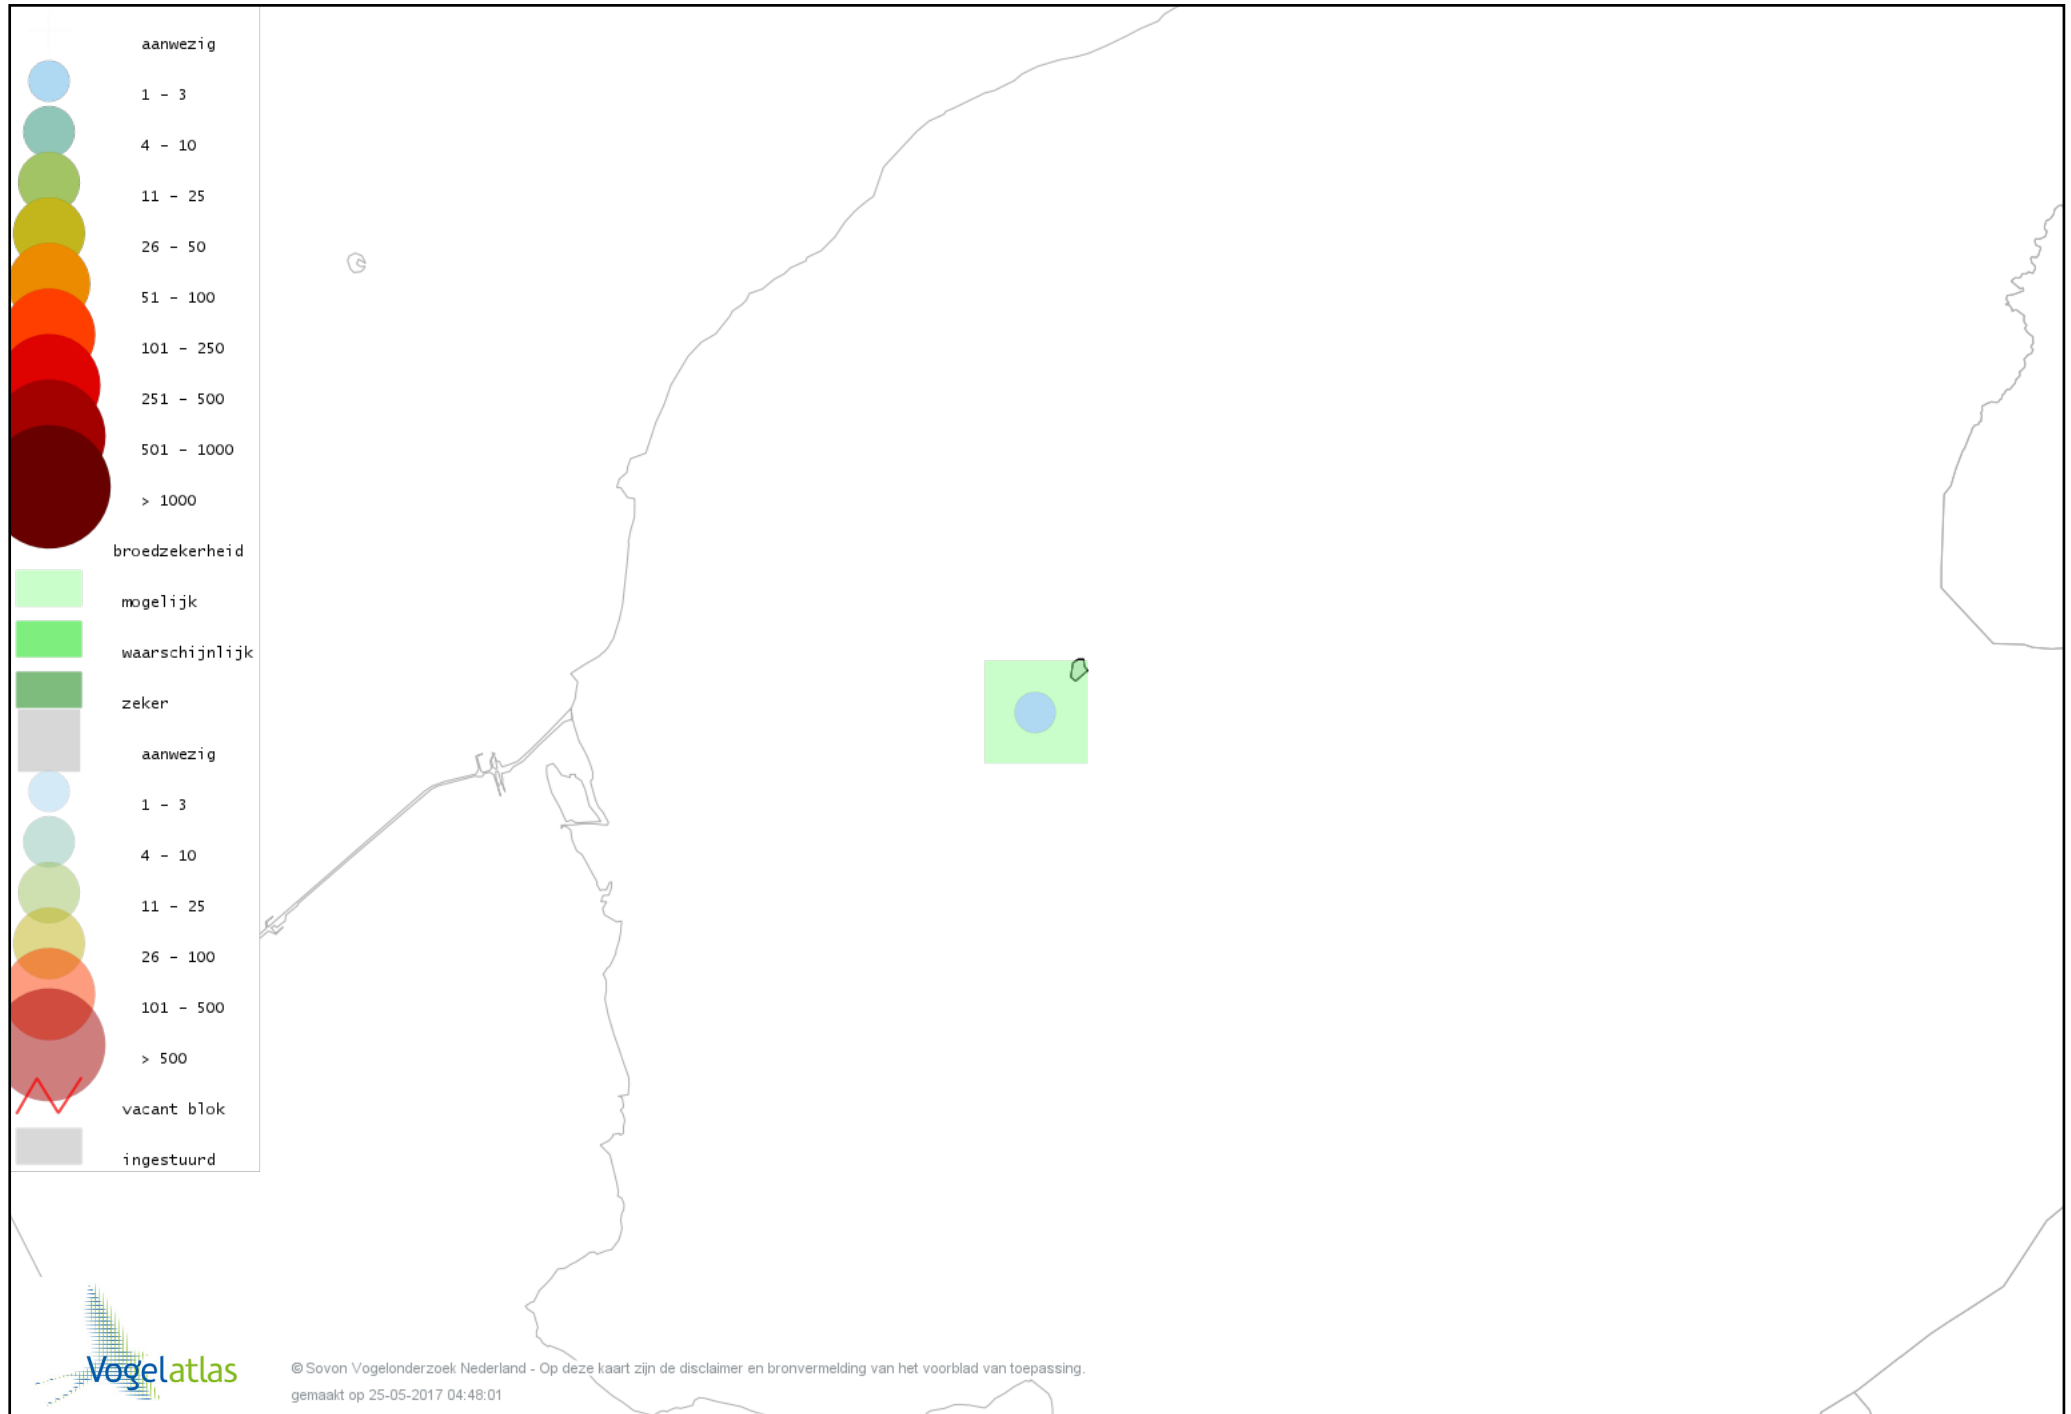 aanwezig
1 - 3
4 - 10
11 - 25
26 - 50
51 - 100
101 - 250
251 - 500
501 - 1000
> 1000
broedzekerheid
mogelijk
waarschijnlijk
zeker
aanwezig
1 - 3
4 - 10
11 - 25
26 - 100
101 - 500
> 500
vacant blok
ingestuurd
Vogelatlas
© Sovon Vogelonderzoek Nederland - Op deze kaart zijn de disclaimer en bronvermelding van het voorblad van toepassing.
gemaakt op 25-05-2017 04:48:01